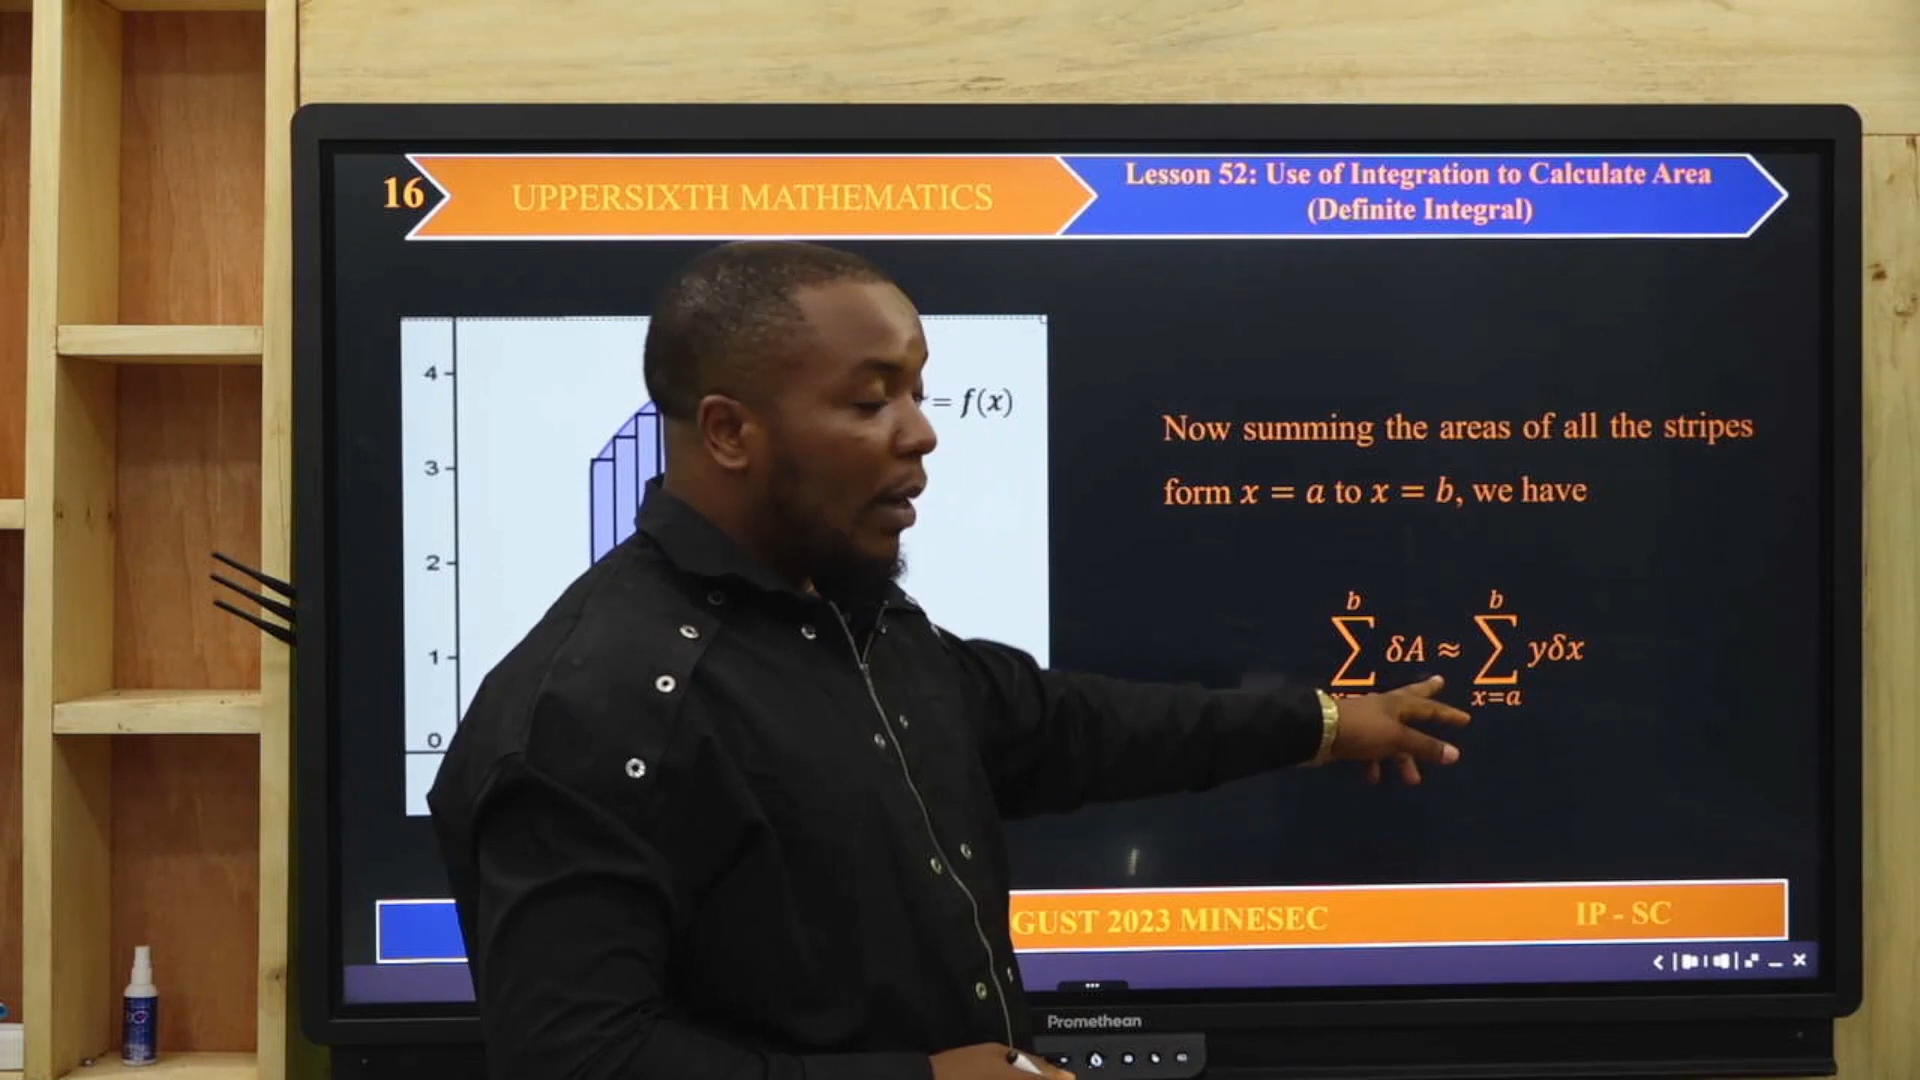 16
UPPERSIXTH MATHEMATICS
Lesson 52: Use of Integration to Calculate Area
(Definite Integral)
4
3
2
1
0
= f(x)
Now summing the areas of all the stripes
form x = a to x = b, we have
b b
∑ δA ≈ ∑ yδx
x=a
GUST 2023 MINESEC
IP - SC
Promethean